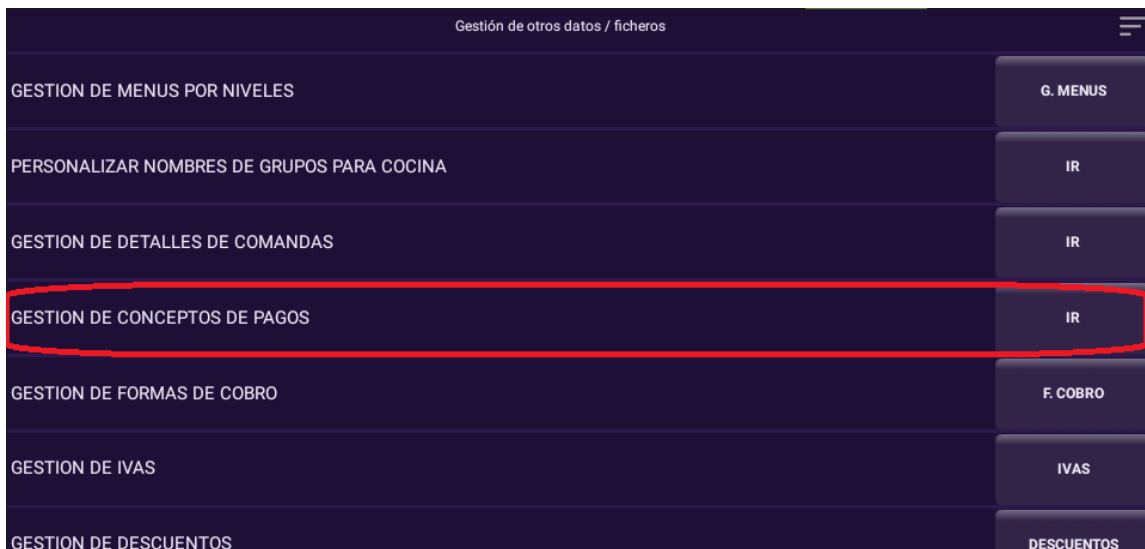 Gestión de otros datos / ficheros
GESTION DE MENUS POR NIVELES
G. MENUS
PERSONALIZAR NOMBRES DE GRUPOS PARA COCINA
IR
GESTION DE DETALLES DE COMANDAS
IR
GESTION DE CONCEPTOS DE PAGOS
IR
GESTION DE FORMAS DE COBRO
F. COBRO
GESTION DE IVAS
IVAS
GESTION DE DESCUENTOS
DESCUENTOS